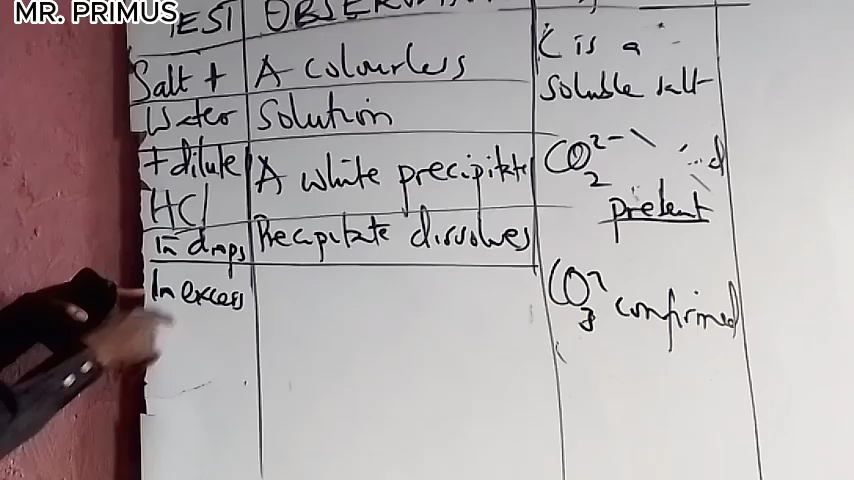 MR. PRIMUS
TEST
Salt + A colourless
Water Solution
C is a
soluble salt
+ dilute A white precipitate
HCl
CO₂²⁻
present
in drops Precipitate dissolves
In excess
CO₃²⁻ confirmed